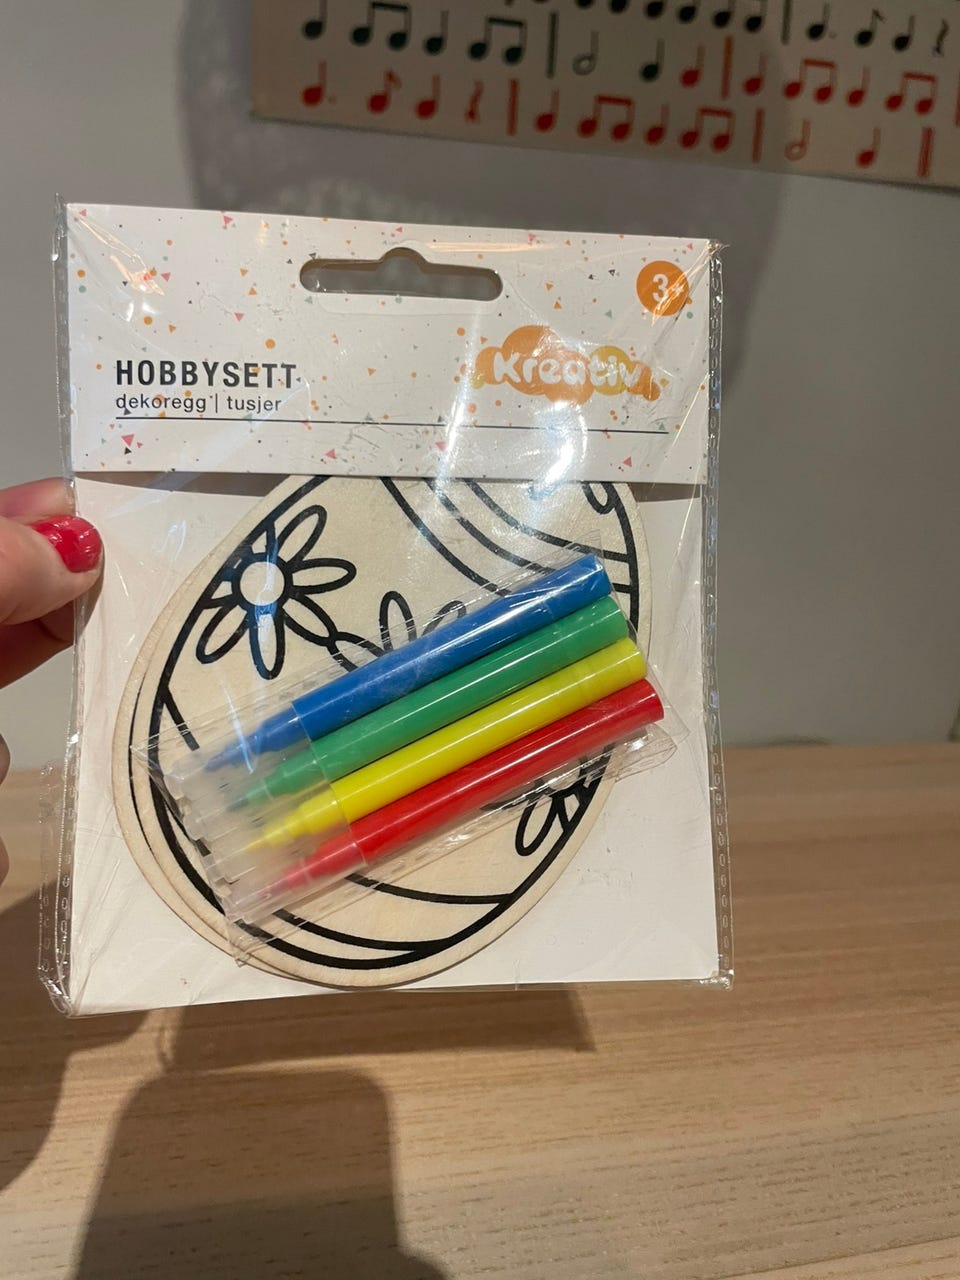 3+
Kreativ
HOBBYSETT
dekoregg | tusjer